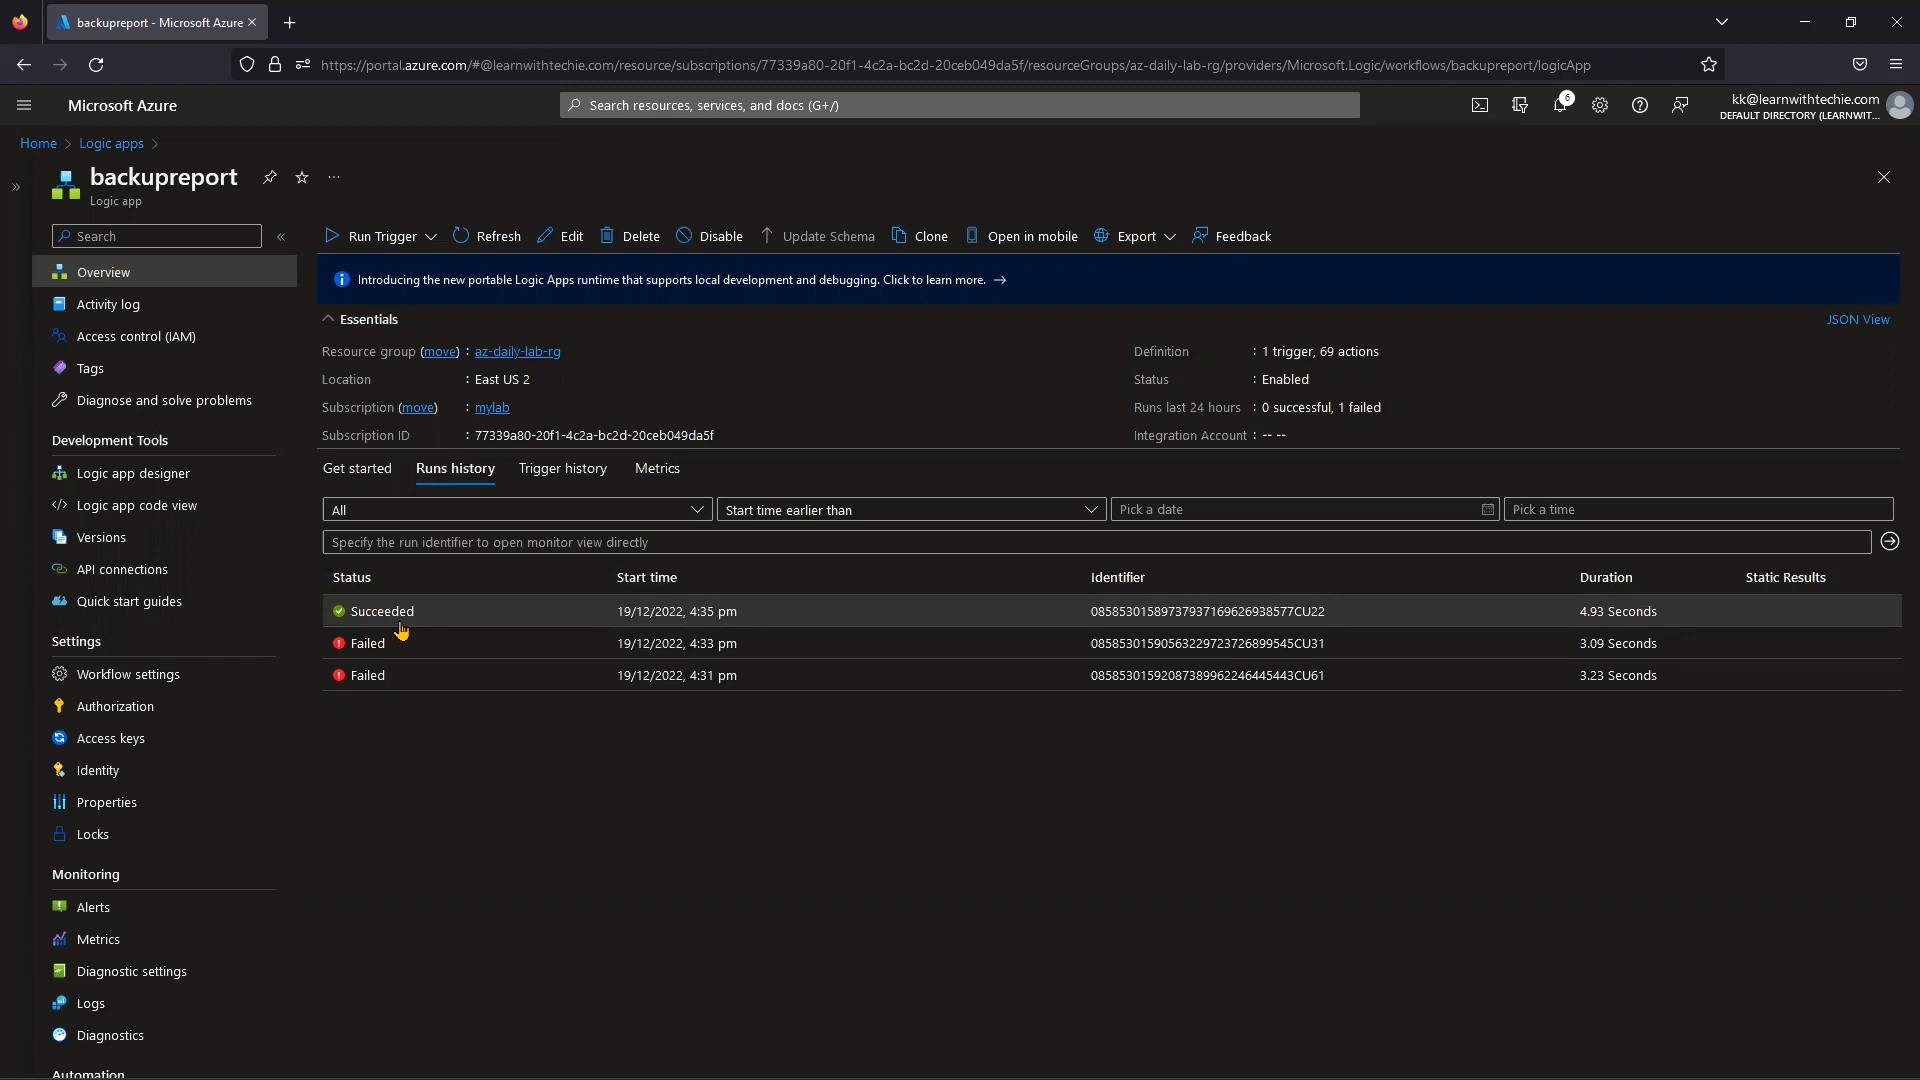 backupreport - Microsoft Azure
https://portal.azure.com/#@learnwithtechie.com/resource/subscriptions/77339a80-20f1-4c2a-bc2d-20ceb049da5f/resourceGroups/az-daily-lab-rg/providers/Microsoft.Logic/workflows/backupreport/logicApp
Microsoft Azure
Search resources, services, and docs (G+/)
6
kk@learnwithtechie.com
DEFAULT DIRECTORY (LEARNWIT...
Home > Logic apps >
backupreport
Logic app
Search
Run Trigger
Refresh
Edit
Delete
Disable
Update Schema
Clone
Open in mobile
Export
Feedback
Overview
Activity log
Access control (IAM)
Tags
Diagnose and solve problems
Development Tools
Logic app designer
Logic app code view
Versions
API connections
Quick start guides
Settings
Workflow settings
Authorization
Access keys
Identity
Properties
Locks
Monitoring
Alerts
Metrics
Diagnostic settings
Logs
Diagnostics
Automation
Introducing the new portable Logic Apps runtime that supports local development and debugging. Click to learn more. →
Essentials
JSON View
Resource group (move) : az-daily-lab-rg
Location : East US 2
Subscription (move) : mylab
Subscription ID : 77339a80-20f1-4c2a-bc2d-20ceb049da5f
Definition : 1 trigger, 69 actions
Status : Enabled
Runs last 24 hours : 0 successful, 1 failed
Integration Account : -- --
Get started
Runs history
Trigger history
Metrics
All
Start time earlier than
Pick a date
Pick a time
Specify the run identifier to open monitor view directly
Status Start time Identifier Duration Static Results
Succeeded 19/12/2022, 4:35 pm 08585301589737937169626938577CU22 4.93 Seconds
Failed 19/12/2022, 4:33 pm 08585301590563229723726899545CU31 3.09 Seconds
Failed 19/12/2022, 4:31 pm 08585301592087389962246445443CU61 3.23 Seconds